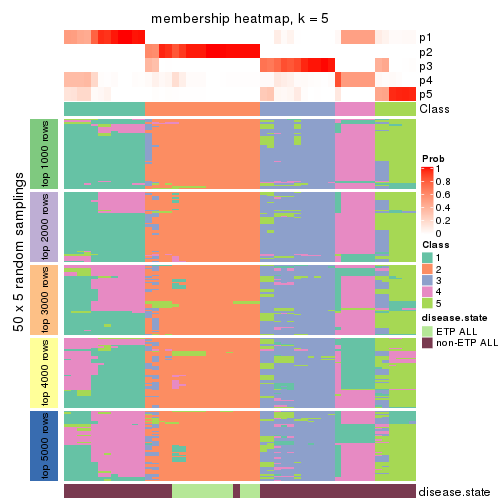 membership heatmap, k = 5
p1
p2
p3
p4
p5
Class
50 x 5 random samplings
top 1000 rows
top 2000 rows
top 3000 rows
top 4000 rows
top 5000 rows
disease.state
Prob
1
0.8
0.6
0.4
0.2
0
Class
1
2
3
4
5
disease.state
ETP ALL
non-ETP ALL